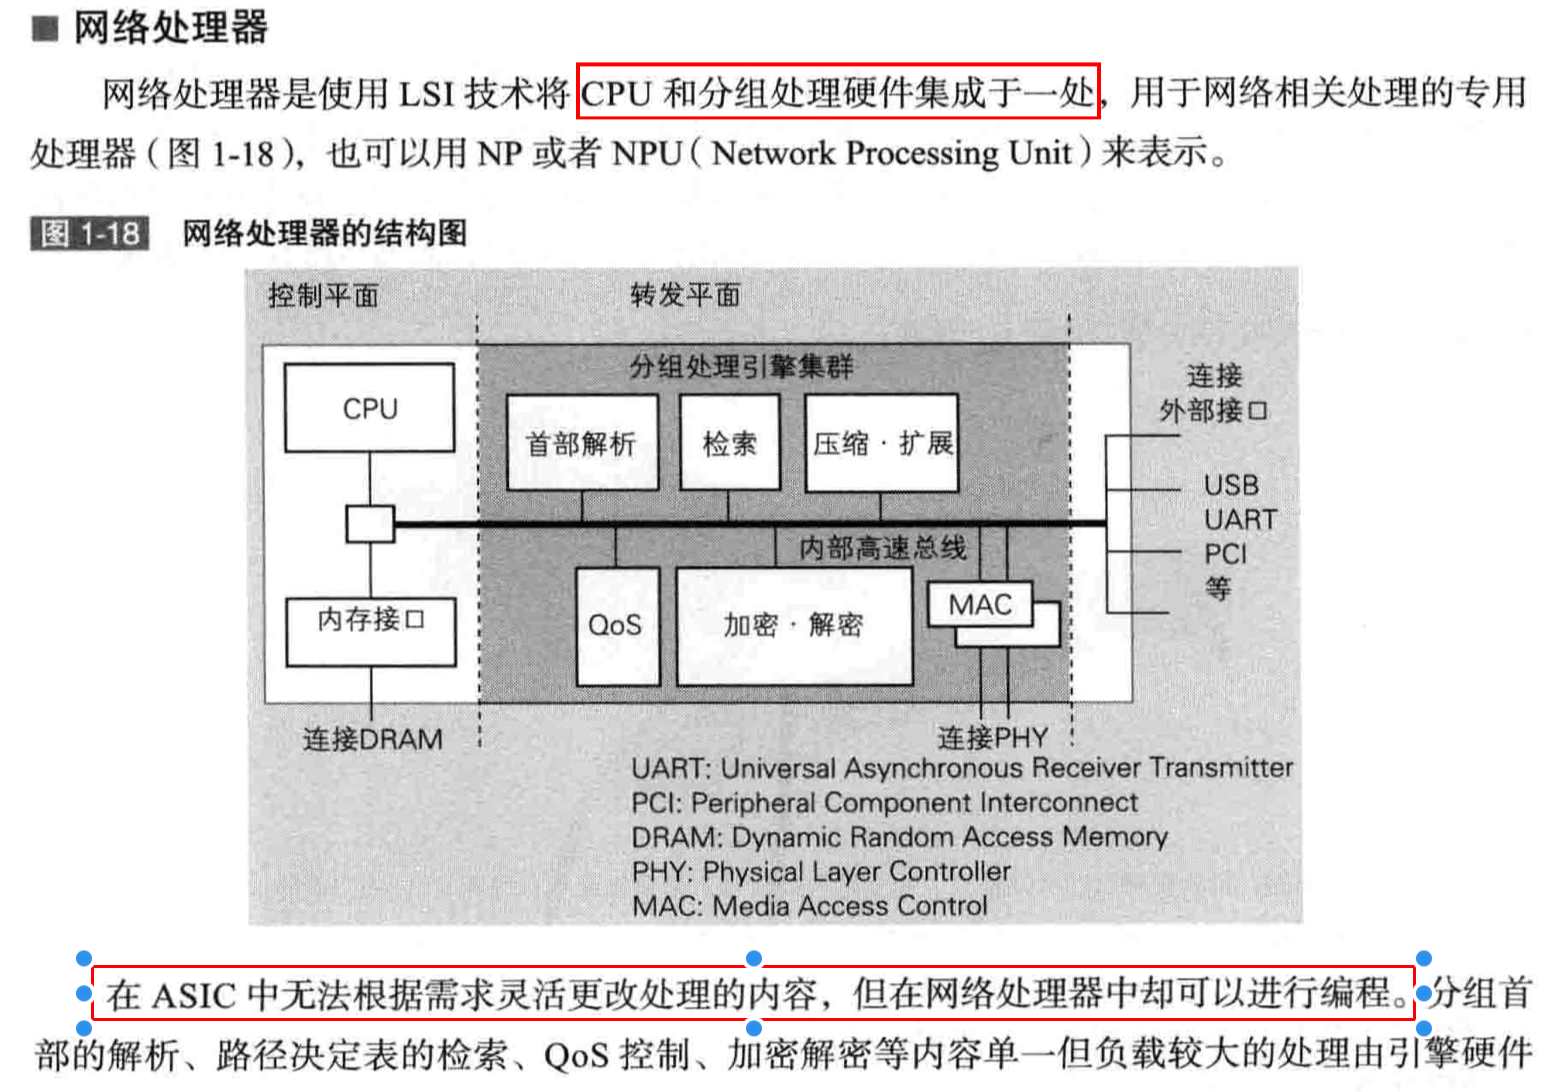 ■ 网络处理器
网络处理器是使用 LSI 技术将 CPU 和分组处理硬件集成于一处，用于网络相关处理的专用
处理器（图 1-18），也可以用 NP 或者 NPU（Network Processing Unit）来表示。
图 1-18 网络处理器的结构图
控制平面 转发平面
分组处理引擎集群
连接
外部接口
CPU
首部解析 检索 压缩·扩展
USB
UART
PCI
等
内部高速总线
内存接口
QoS 加密·解密 MAC
连接DRAM 连接PHY
UART: Universal Asynchronous Receiver Transmitter
PCI: Peripheral Component Interconnect
DRAM: Dynamic Random Access Memory
PHY: Physical Layer Controller
MAC: Media Access Control
在 ASIC 中无法根据需求灵活更改处理的内容，但在网络处理器中却可以进行编程。分组首
部的解析、路径决定表的检索、QoS 控制、加密解密等内容单一但负载较大的处理由引擎硬件